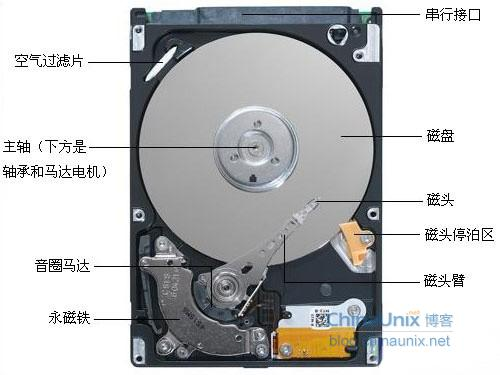 串行接口
空气过滤片
主轴（下方是
轴承和马达电机）
磁盘
磁头
磁头停泊区
音圈马达
磁头臂
永磁铁
ChinaUnix 博客
blog.chinaunix.net